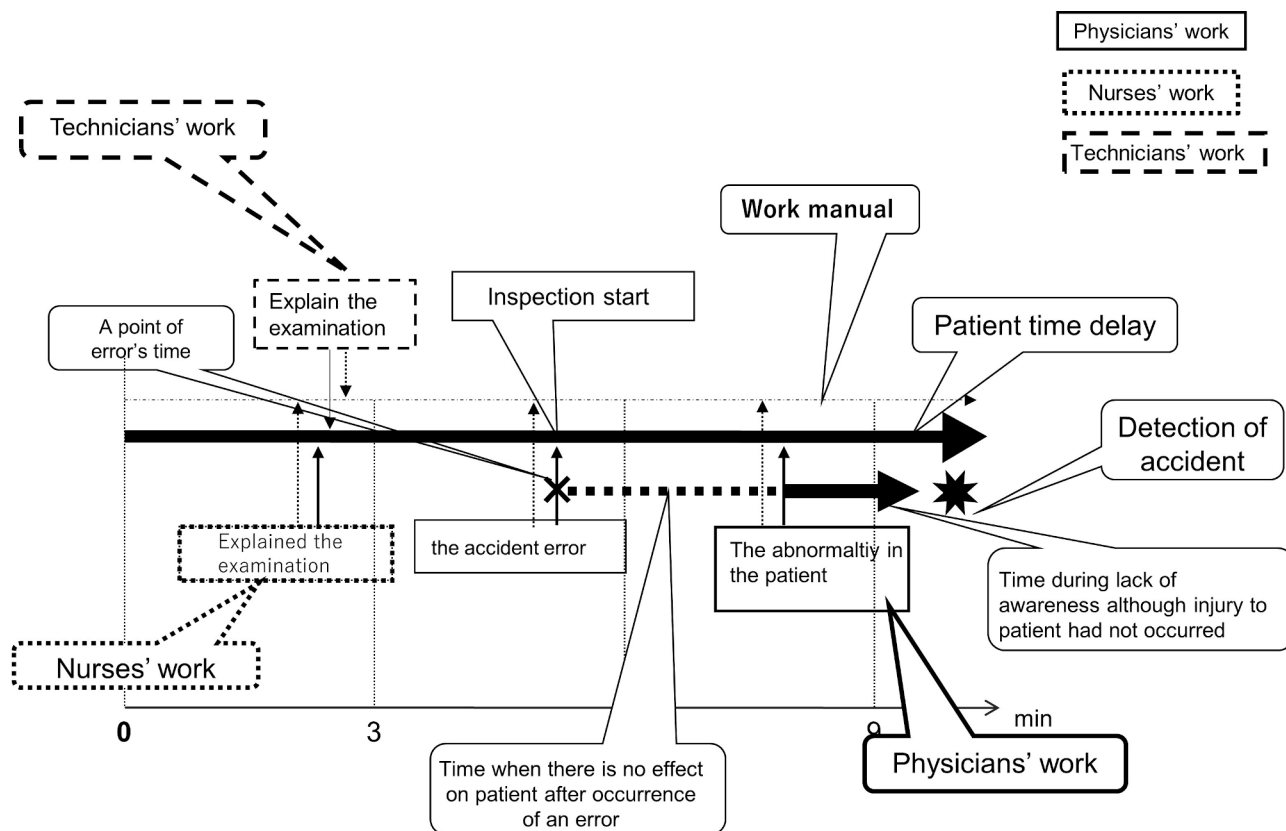 Physicians' work
Nurses' work
Technicians' work
Technicians' work
Work manual
Explain the
examination
Inspection start
A point of
error's time
Patient time delay
Detection of
accident
Explained the
examination
the accident error
The abnormaltiy in
the patient
Time during lack of
awareness although injury to
patient had not occurred
Nurses' work
0
3
9
min
Time when there is no effect
on patient after occurrence
of an error
Physicians' work